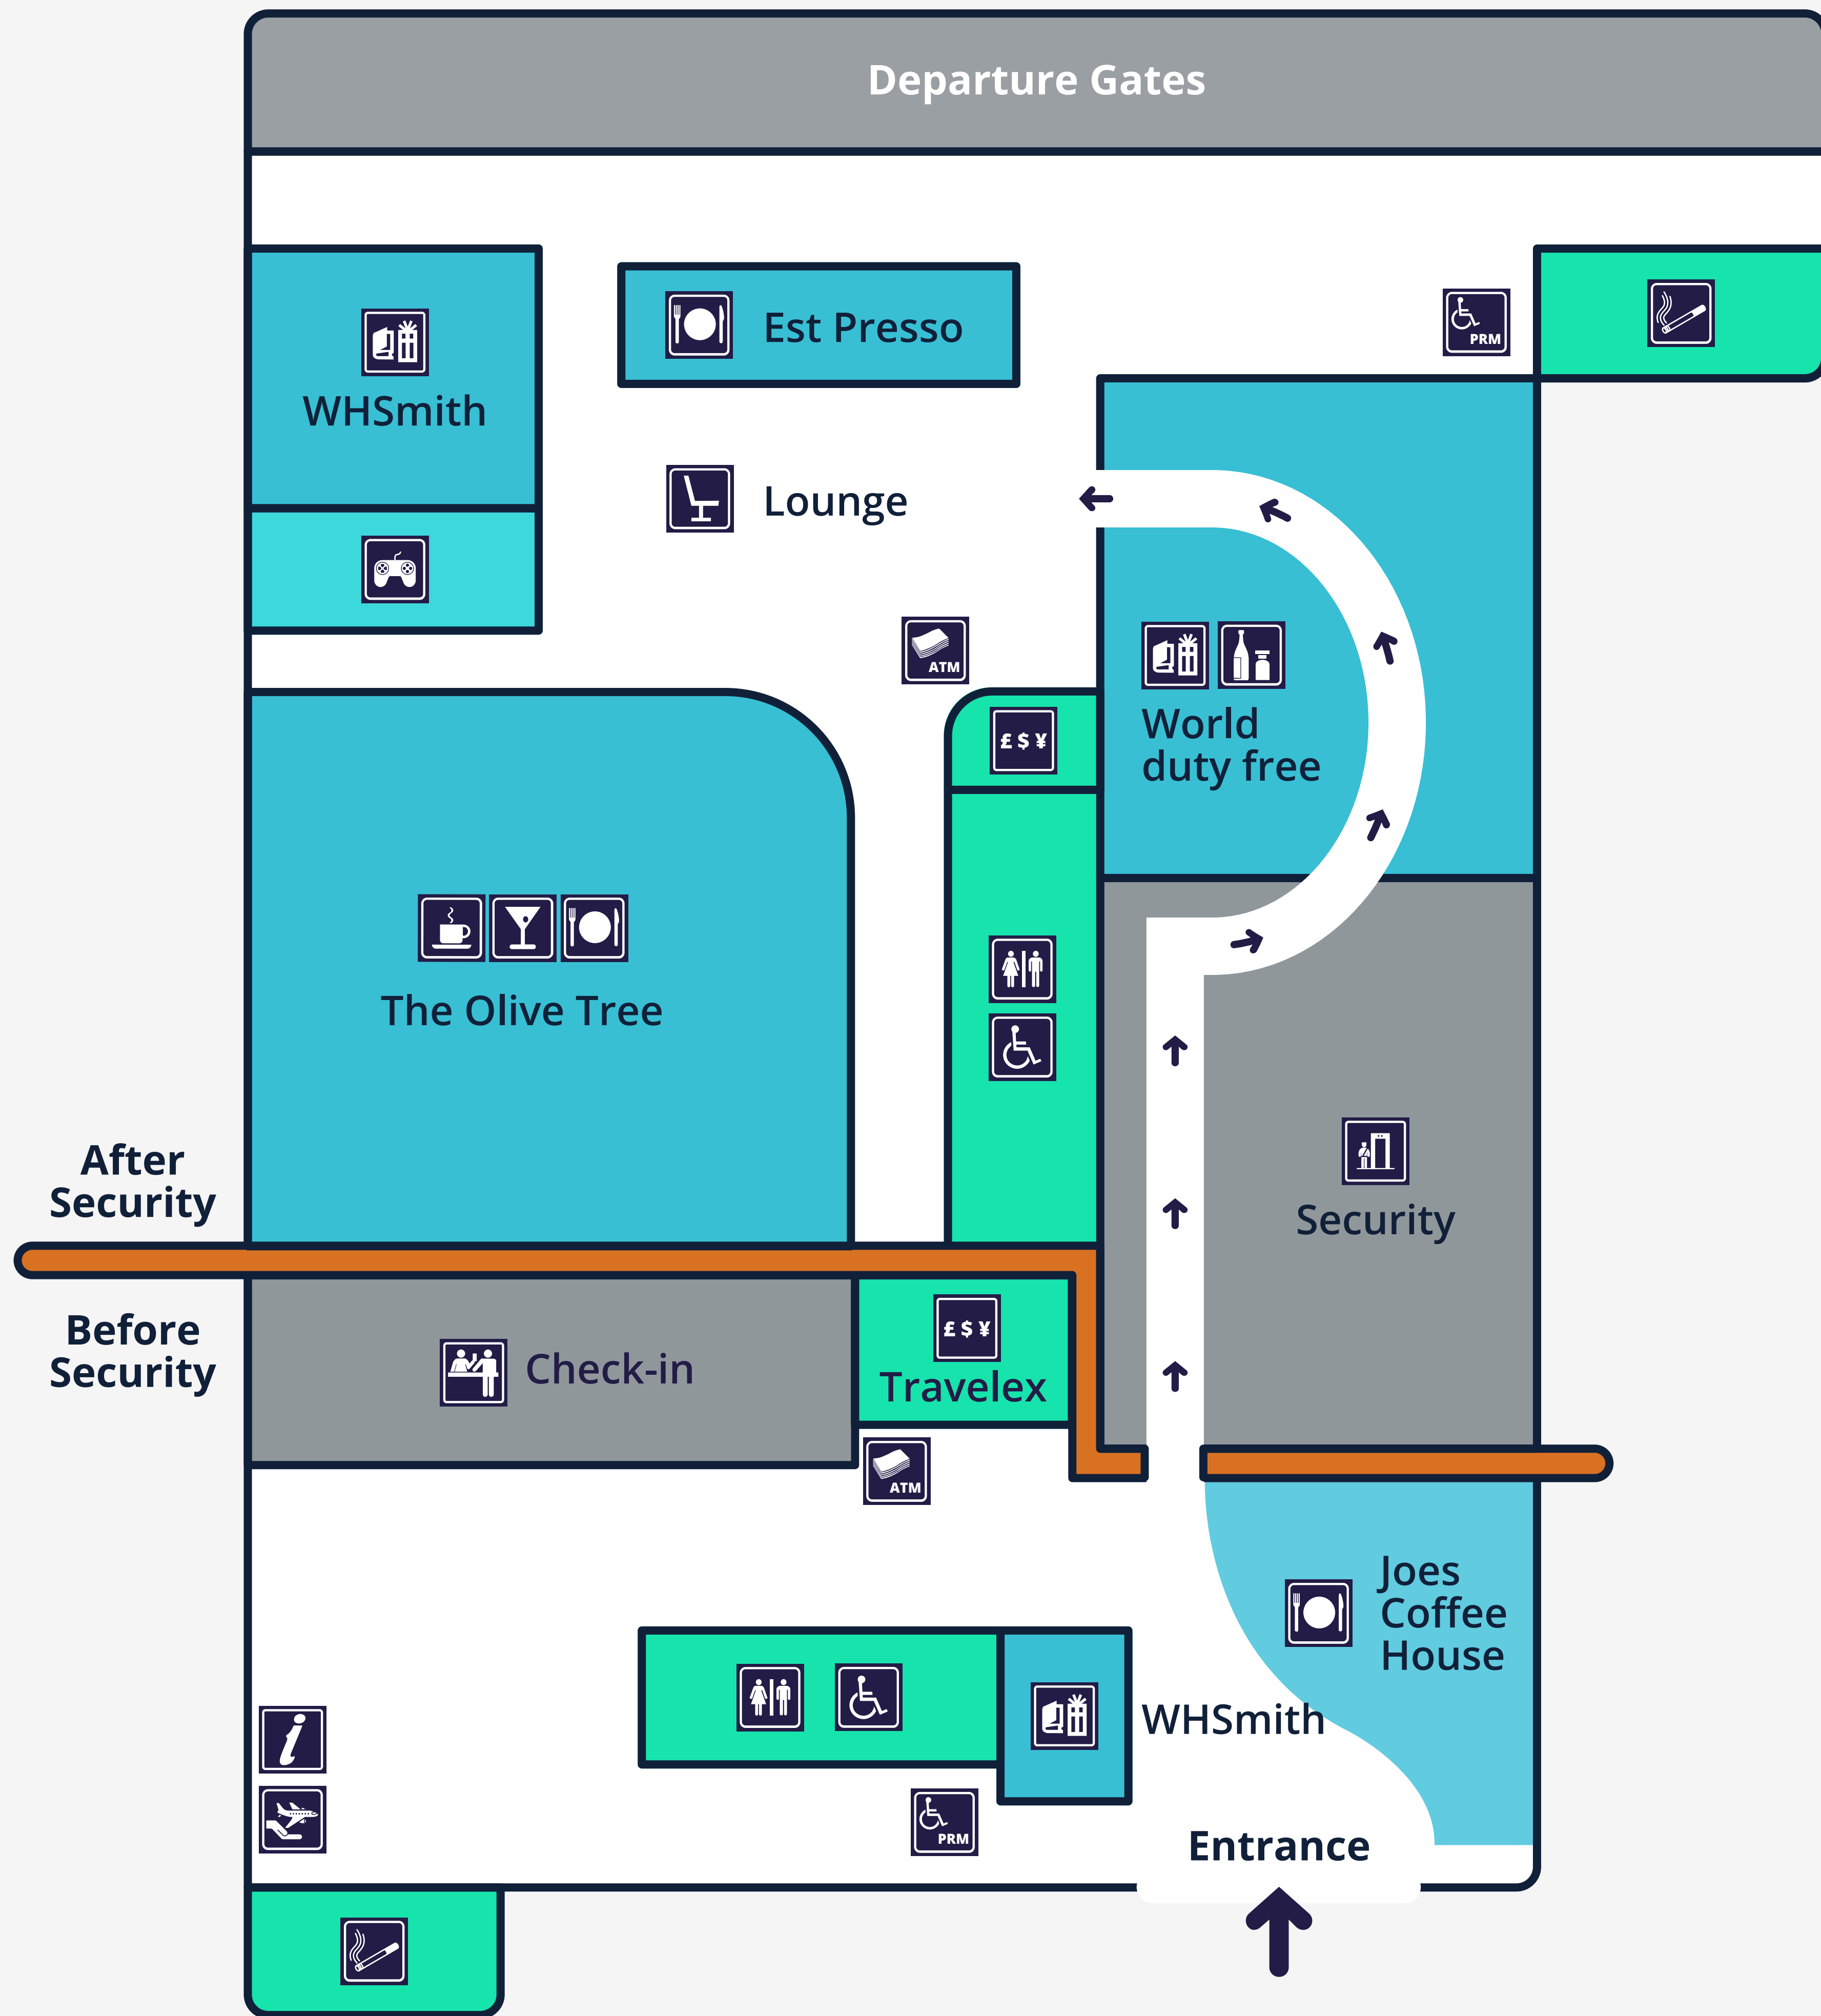 Departure Gates
WHSmith
Est Presso
PRM
Lounge
ATM
£ $ ¥
World
duty free
The Olive Tree
Security
After
Security
Before
Security
Check-in
£ $ ¥
Travelex
ATM
Joes
Coffee
House
WHSmith
i
PRM
Entrance